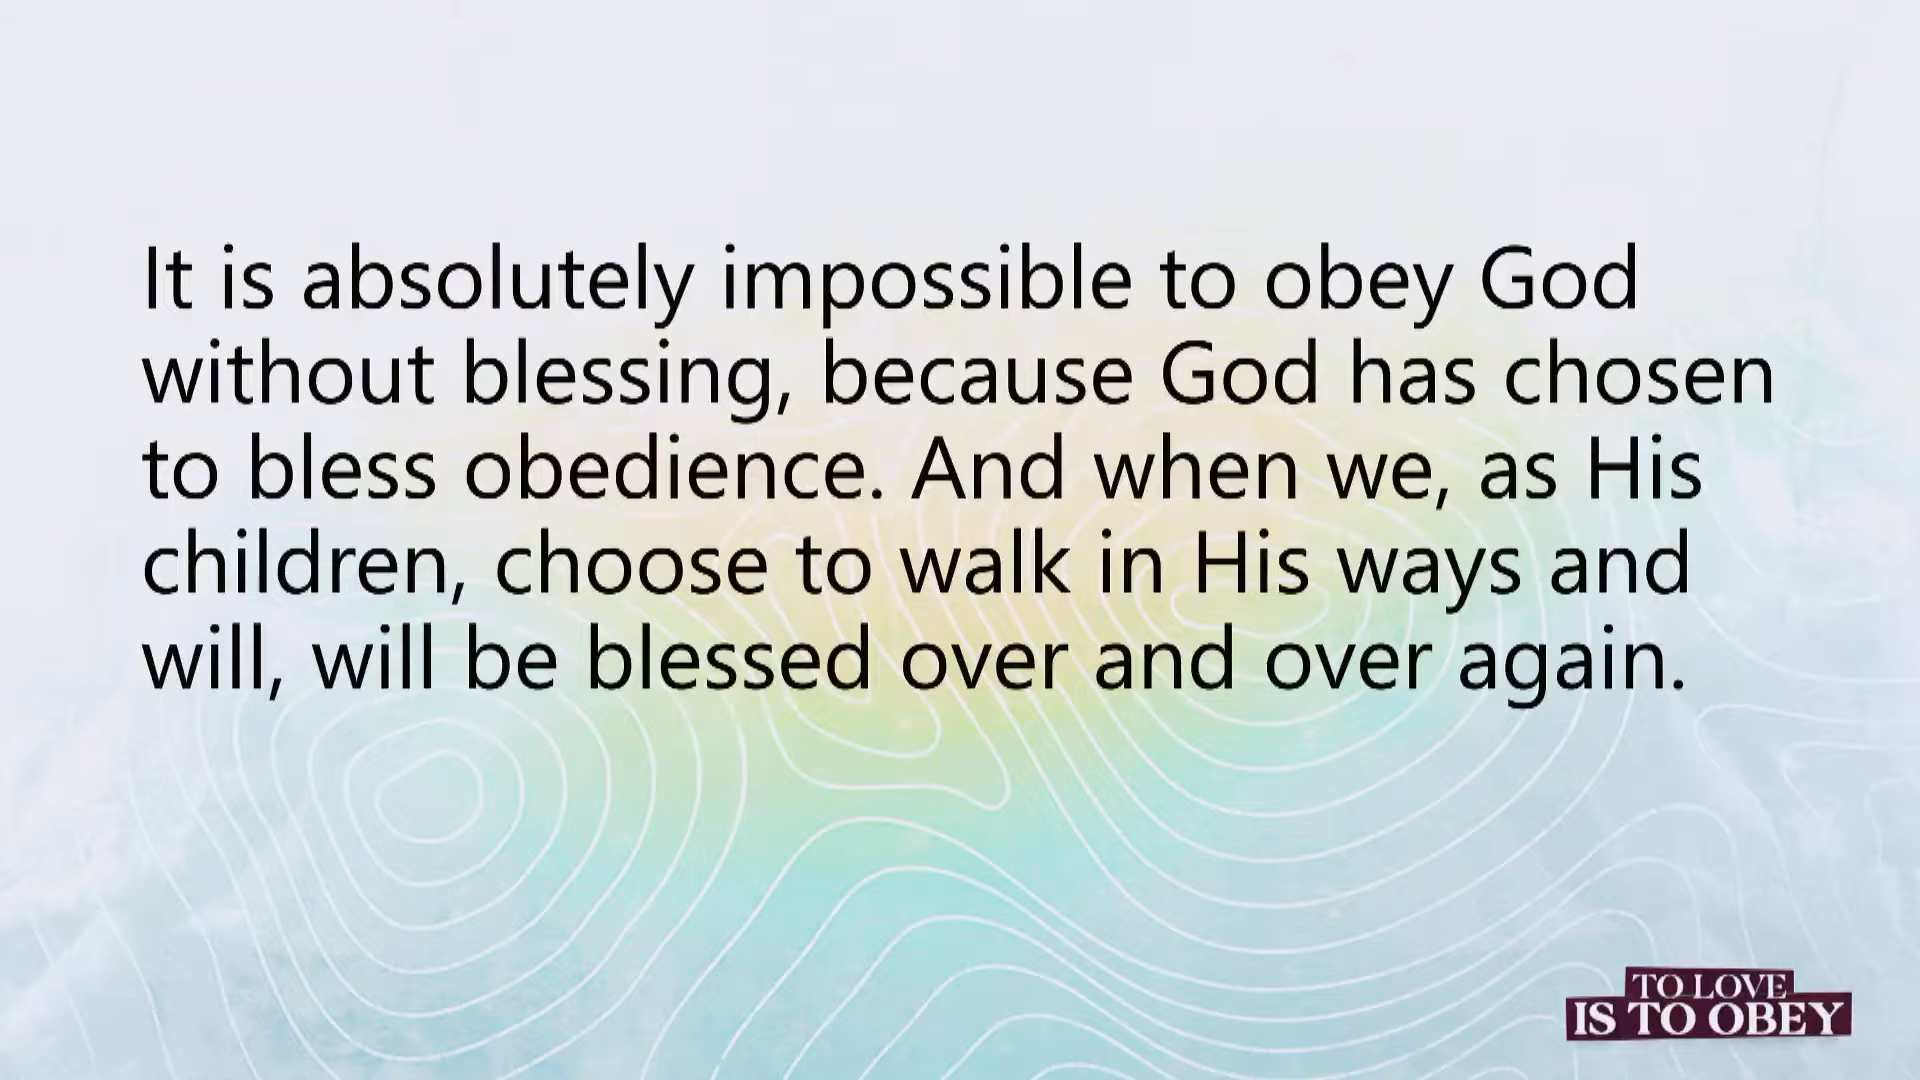 It is absolutely impossible to obey God
without blessing, because God has chosen
to bless obedience. And when we, as His
children, choose to walk in His ways and
will, will be blessed over and over again.
TO LOVE
IS TO OBEY